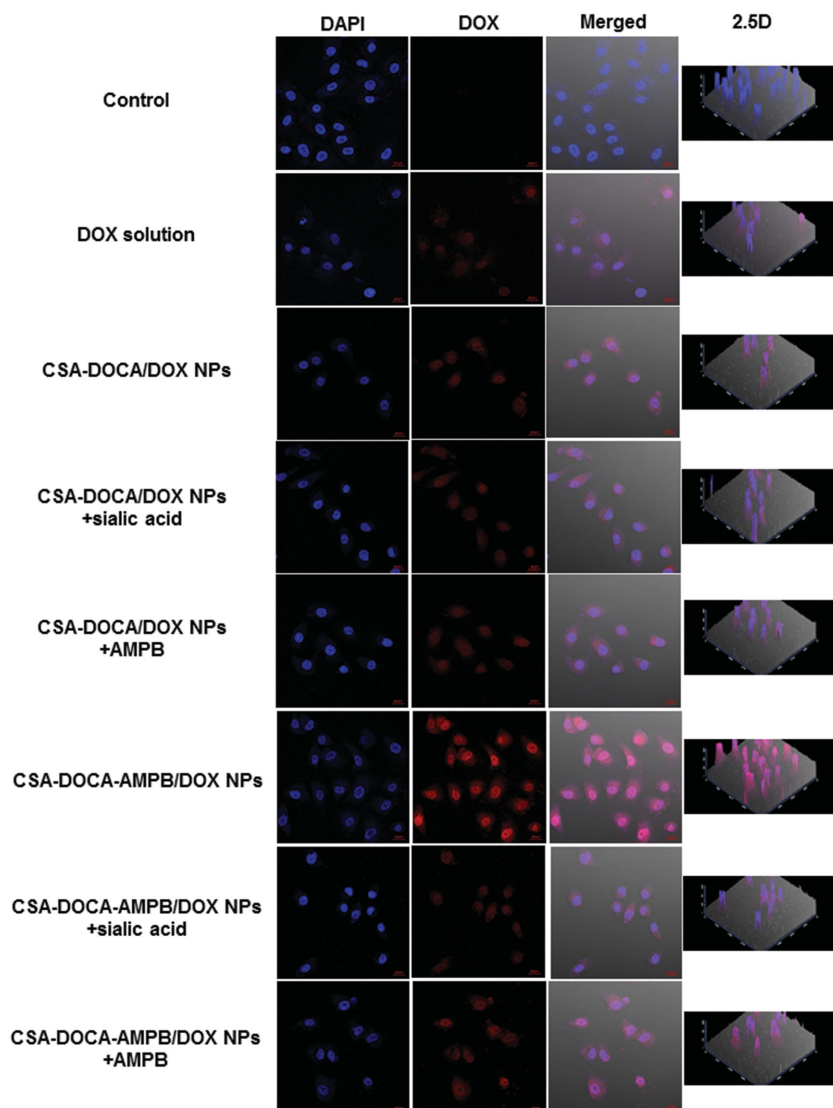 DAPI DOX Merged 2.5D
Control
DOX solution
CSA-DOCA/DOX NPs
CSA-DOCA/DOX NPs
+sialic acid
CSA-DOCA/DOX NPs
+AMPB
CSA-DOCA-AMPB/DOX NPs
CSA-DOCA-AMPB/DOX NPs
+sialic acid
CSA-DOCA-AMPB/DOX NPs
+AMPB